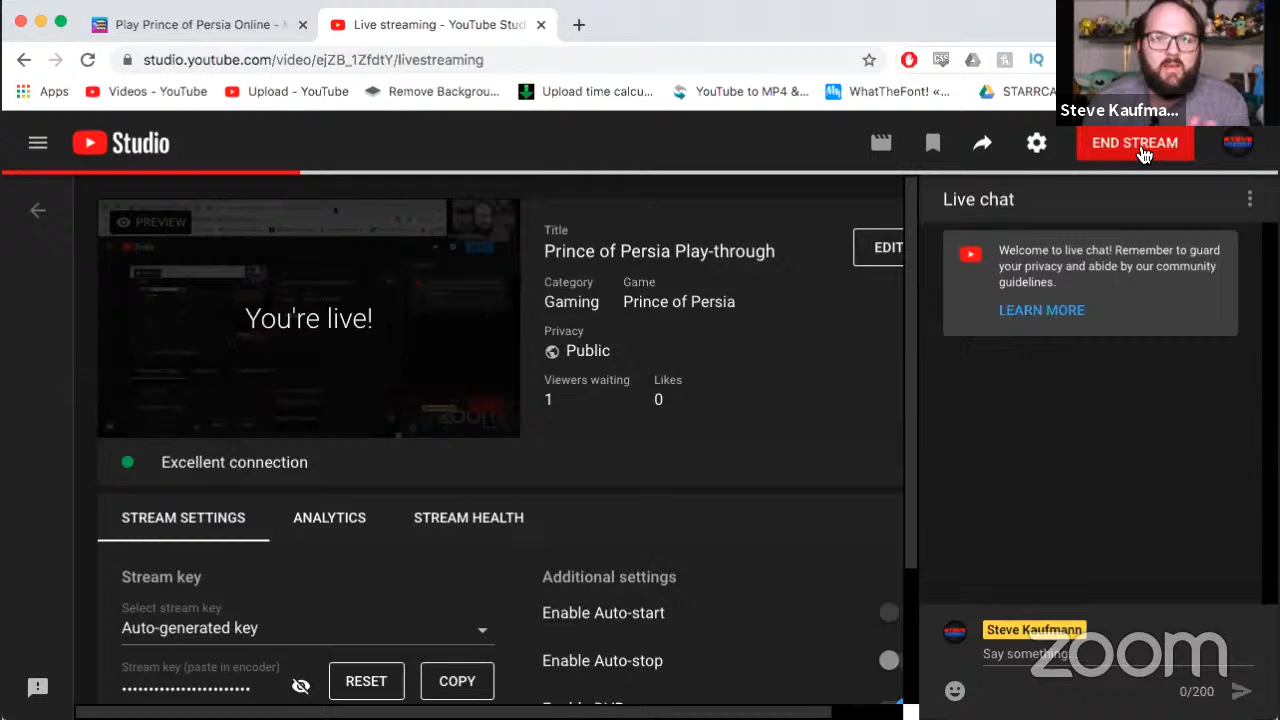 Play Prince of Persia Online -
Live streaming - YouTube Stud
studio.youtube.com/video/ejZB_1ZfdtY/livestreaming
Apps
Videos - YouTube
Upload - YouTube
Remove Backgrou...
Upload time calcu...
YouTube to MP4 &...
WhatTheFont! «...
STARRCA
Steve Kaufma...
Studio
END STREAM
PREVIEW
You're live!
Title
Prince of Persia Play-through
EDIT
Category
Game
Gaming
Prince of Persia
Privacy
Public
Viewers waiting
Likes
1
0
Excellent connection
STREAM SETTINGS
ANALYTICS
STREAM HEALTH
Stream key
Select stream key
Auto-generated key
Stream key (paste in encoder)
RESET
COPY
Additional settings
Enable Auto-start
Enable Auto-stop
Live chat
Welcome to live chat! Remember to guard
your privacy and abide by our community
guidelines.
LEARN MORE
Steve Kaufmann
Say something...
0/200
zoom